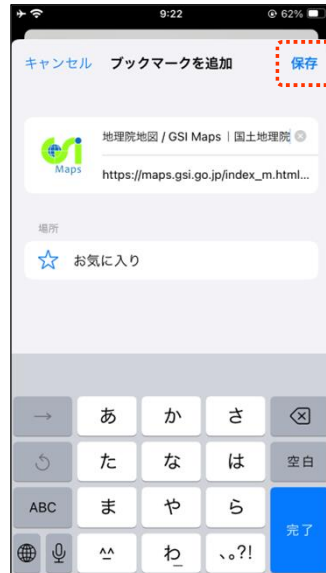 9:22
62%
キャンセル ブックマークを追加 保存
地理院地図 / GSI Maps｜国土地理院
GSI
Maps
https://maps.gsi.go.jp/index_m.html...
場所
お気に入り
→ あ か さ
た な は 空白
ABC ま や ら
完了
^^ わ_ 、。?!